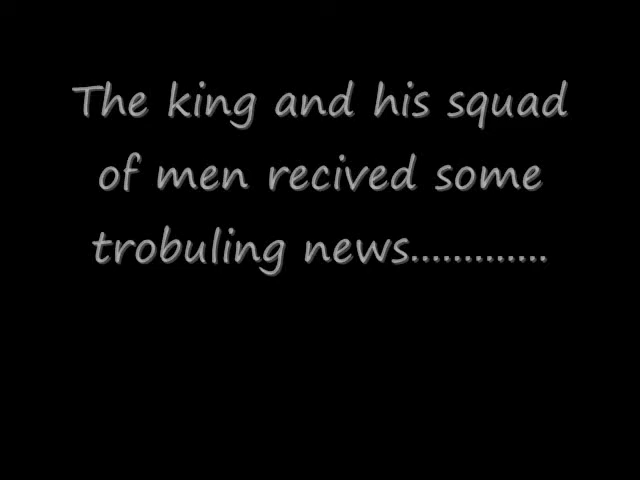 The king and his squad
of men recived some
trobuling news.............